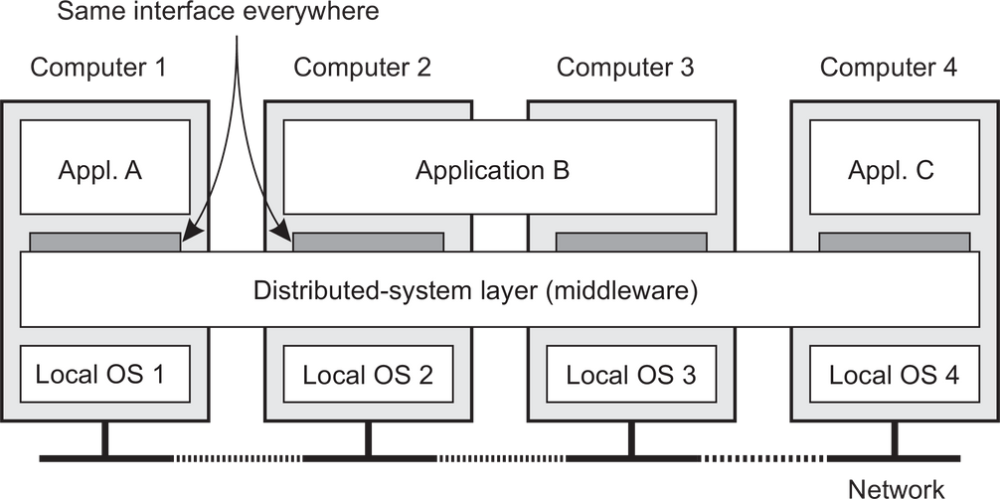 Same interface everywhere
Computer 1
Computer 2
Computer 3
Computer 4
Appl. A
Application B
Appl. C
Distributed-system layer (middleware)
Local OS 1
Local OS 2
Local OS 3
Local OS 4
Network